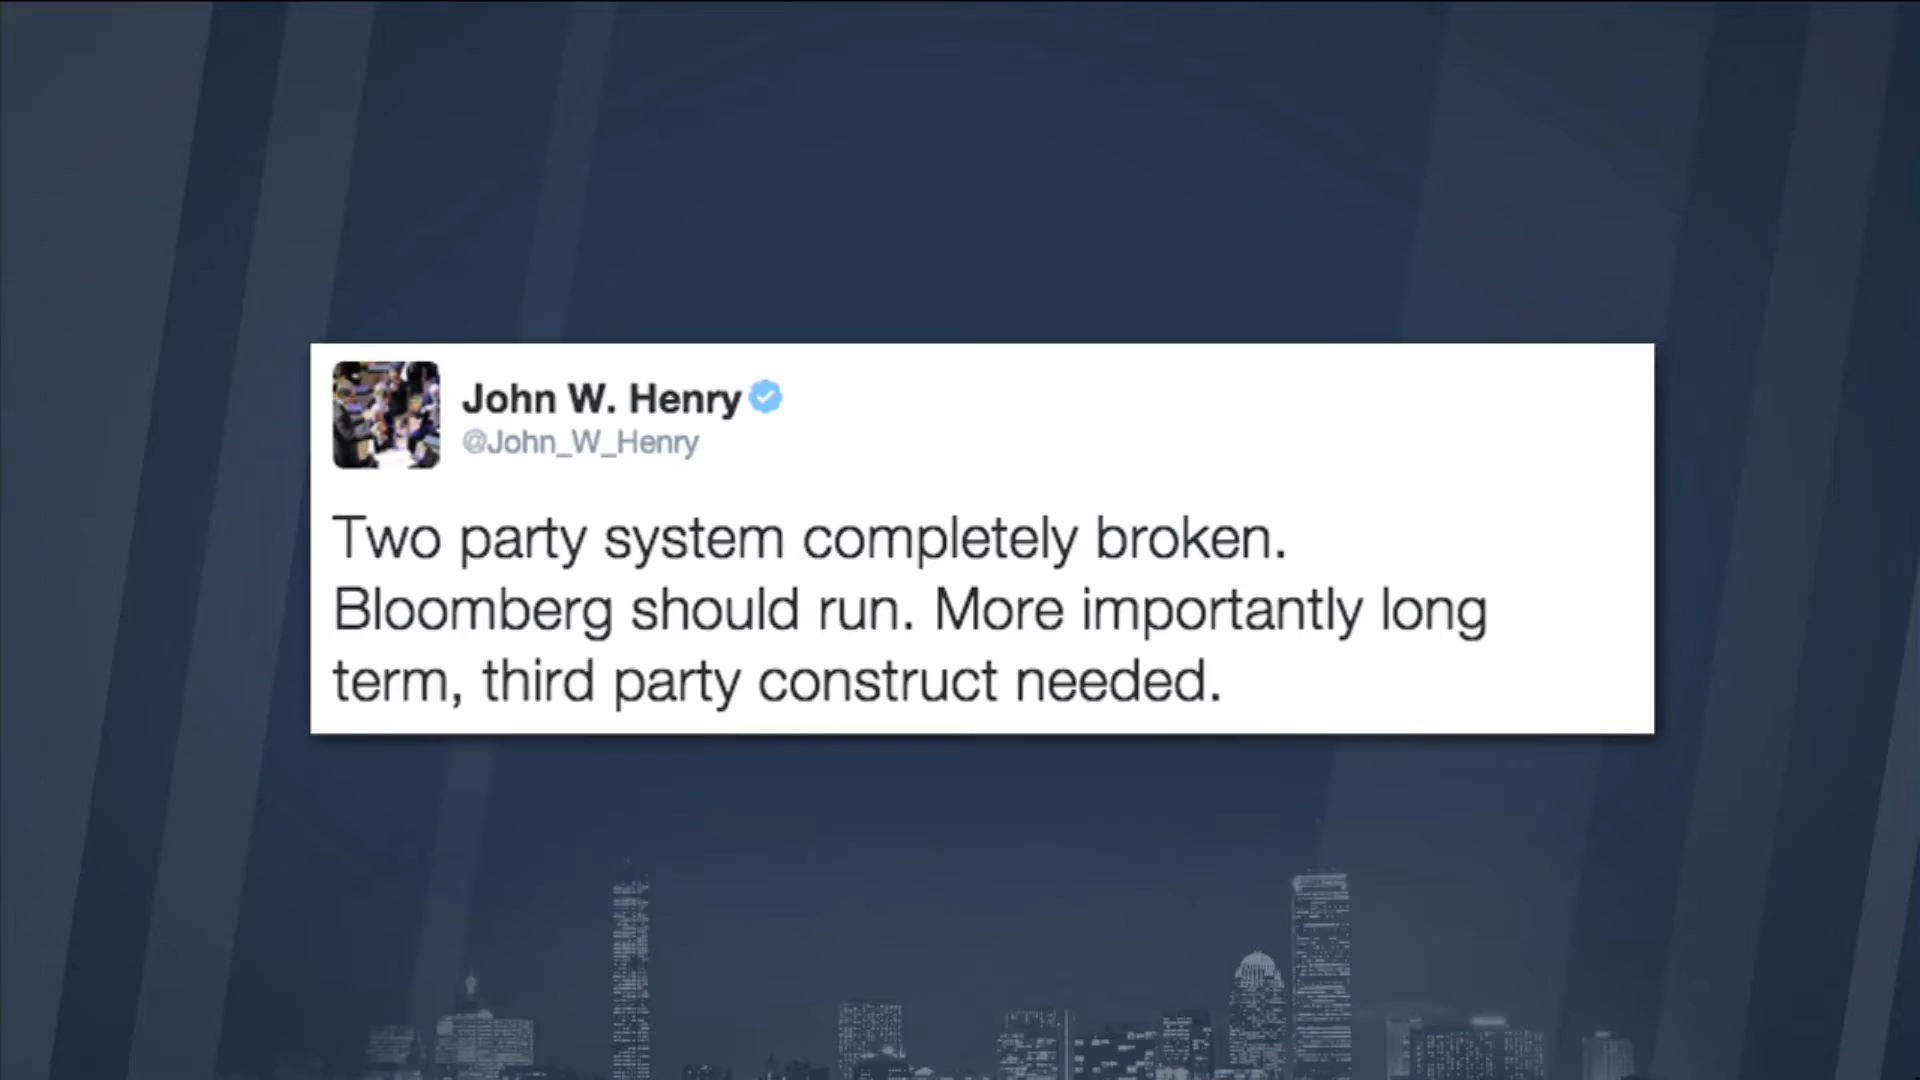 John W. Henry
@John_W_Henry
Two party system completely broken.
Bloomberg should run. More importantly long
term, third party construct needed.